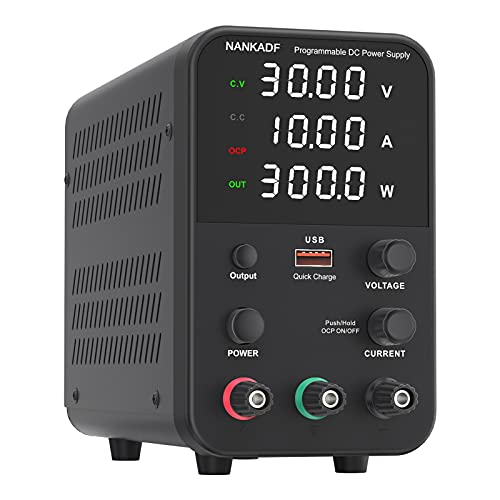 NANKADF Programmable DC Power Supply
C.V 30.00 V
C.C 10.00 A
OCP
OUT 300.0 W
USB
Output Quick Charge VOLTAGE
Push/Hold
OCP ON/OFF
POWER CURRENT